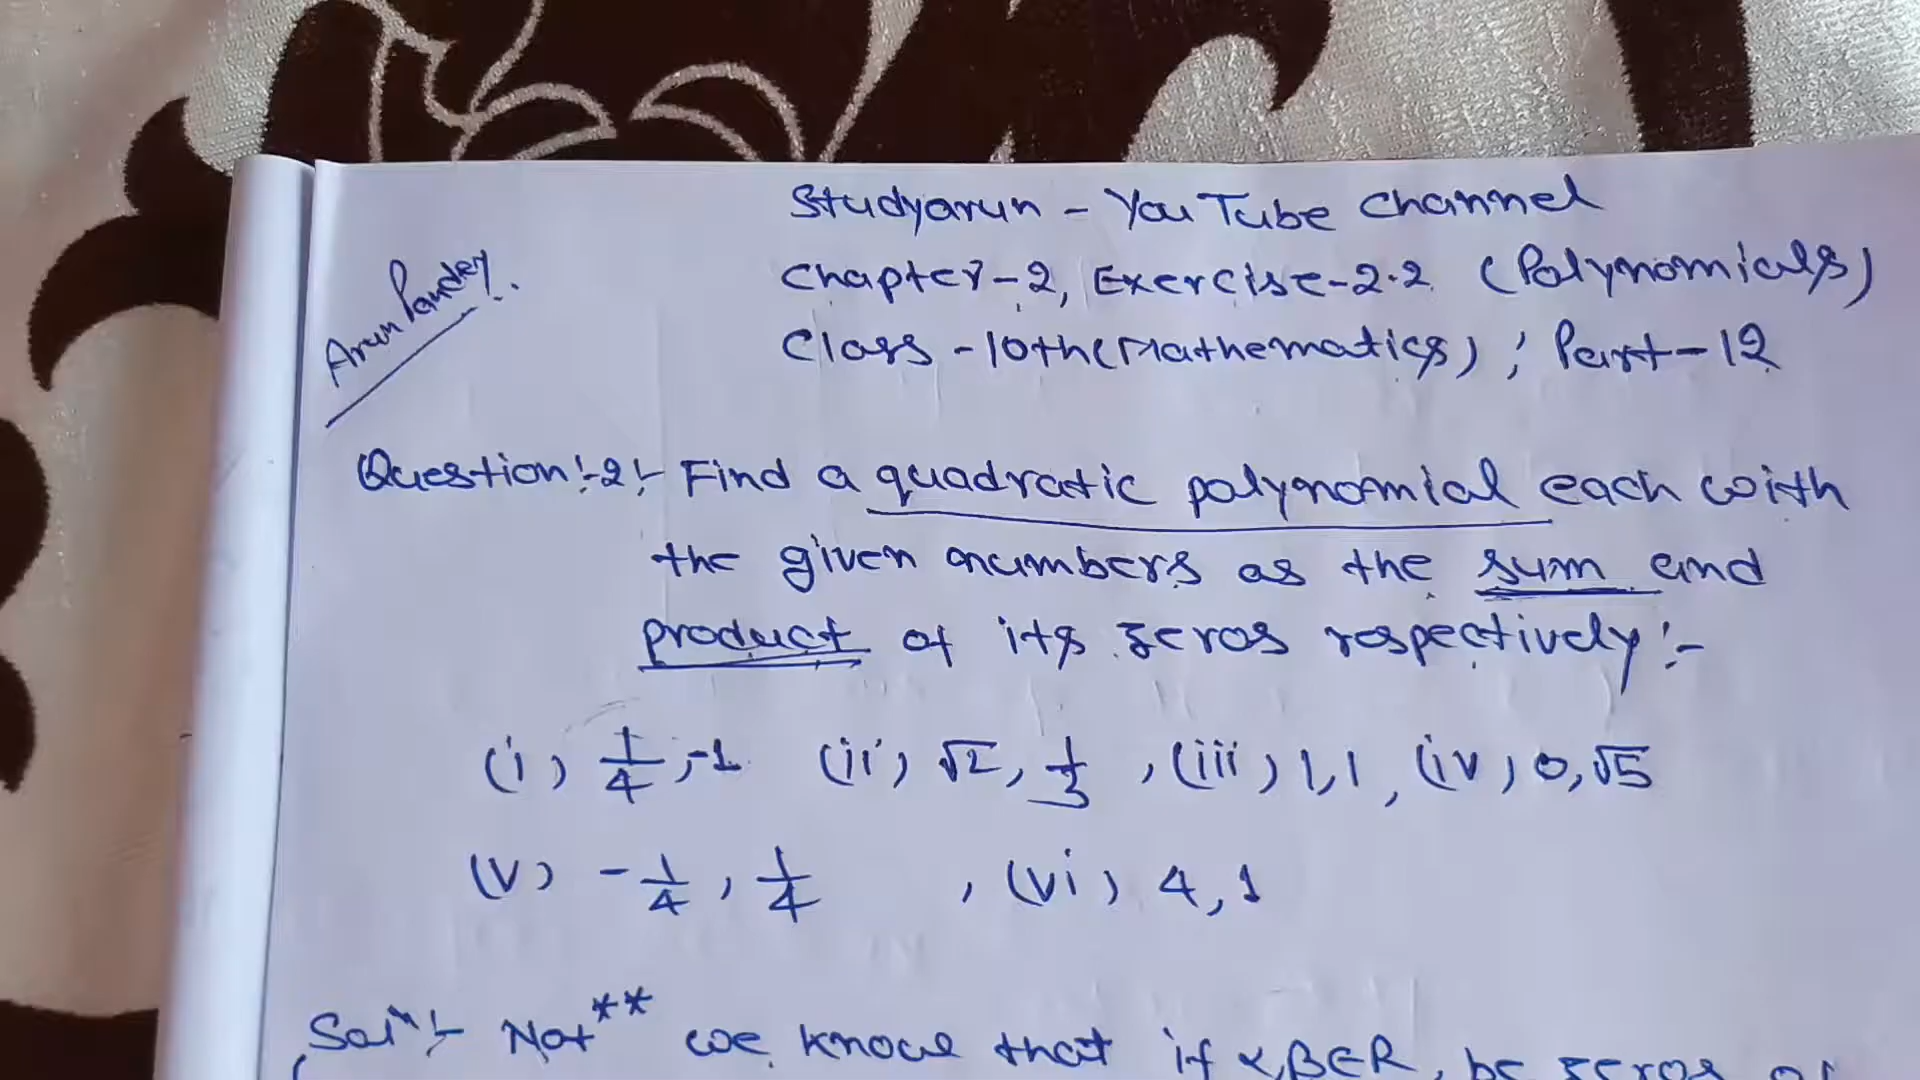 Studyarun - YouTube Channel
Chapter-2, Exercise-2.2 (Polynomials)
Arun Pandey.
Class - 10th (Mathematics) ; Part-12
Question:-2:- Find a quadratic polynomial each with
the given numbers as the sum and
product of its zeros respectively:-
(i) 1/4, -1 (ii) √2, 1/3 , (iii) 1,1 , (iv) 0, √5
(v) -1/4, 1/4 , (vi) 4, 1
Solⁿ:- Not** we know that if α,β∈R, be zeros of